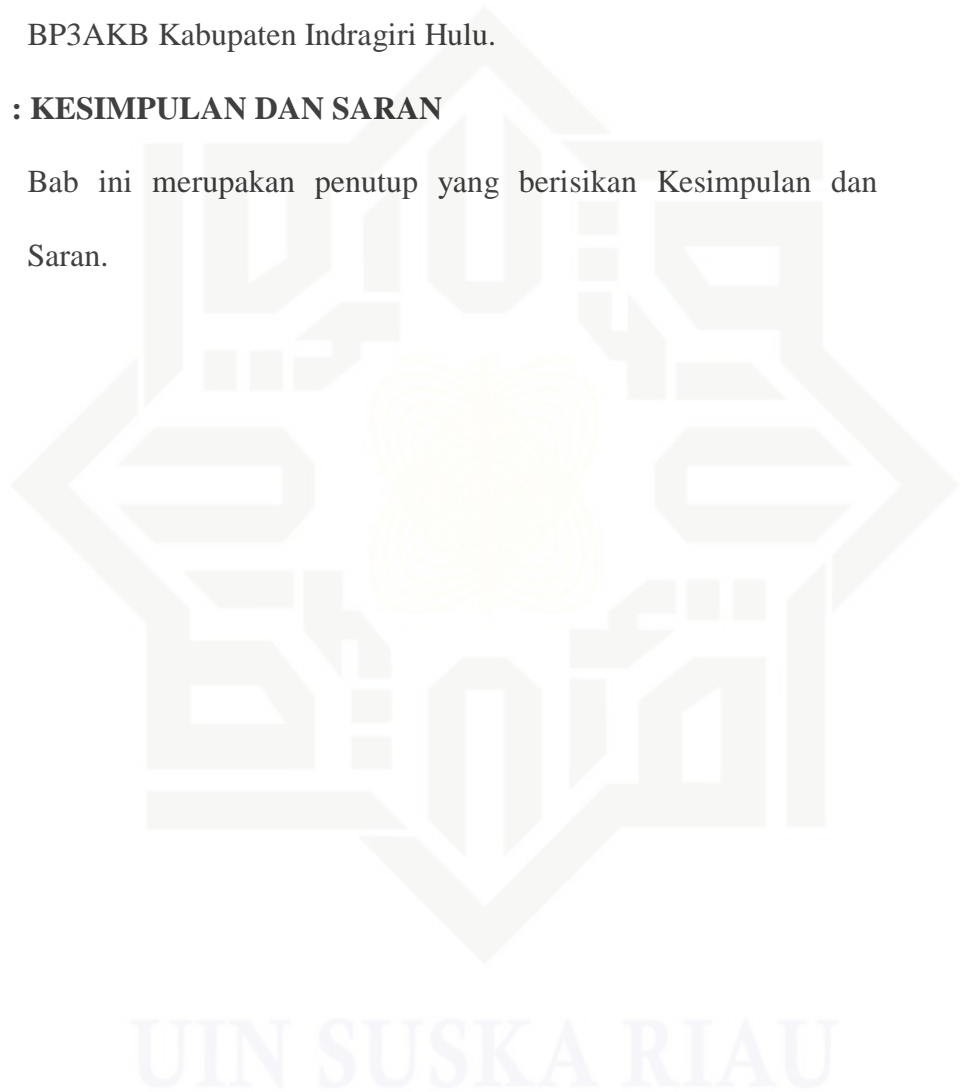 BP3AKB Kabupaten Indragiri Hulu.
: KESIMPULAN DAN SARAN
Bab ini merupakan penutup yang berisikan Kesimpulan dan
Saran.
UIN SUSKA RIAU